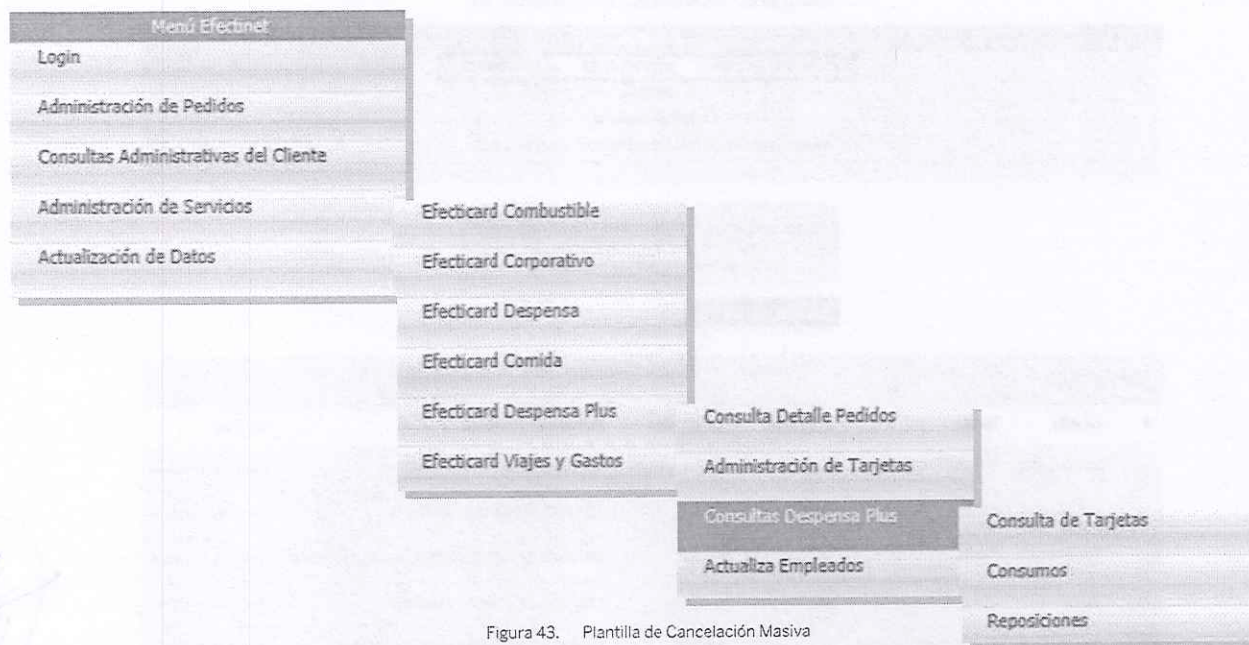 Menú Efectinet
Login
Administración de Pedidos
Consultas Administrativas del Cliente
Administración de Servicios
Actualización de Datos
Efecticard Combustible
Efecticard Corporativo
Efecticard Despensa
Efecticard Comida
Efecticard Despensa Plus
Efecticard Viajes y Gastos
Consulta Detalle Pedidos
Administración de Tarjetas
Consultas Despensa Plus
Actualiza Empleados
Consulta de Tarjetas
Consumos
Reposiciones
Figura 43. Plantilla de Cancelación Masiva